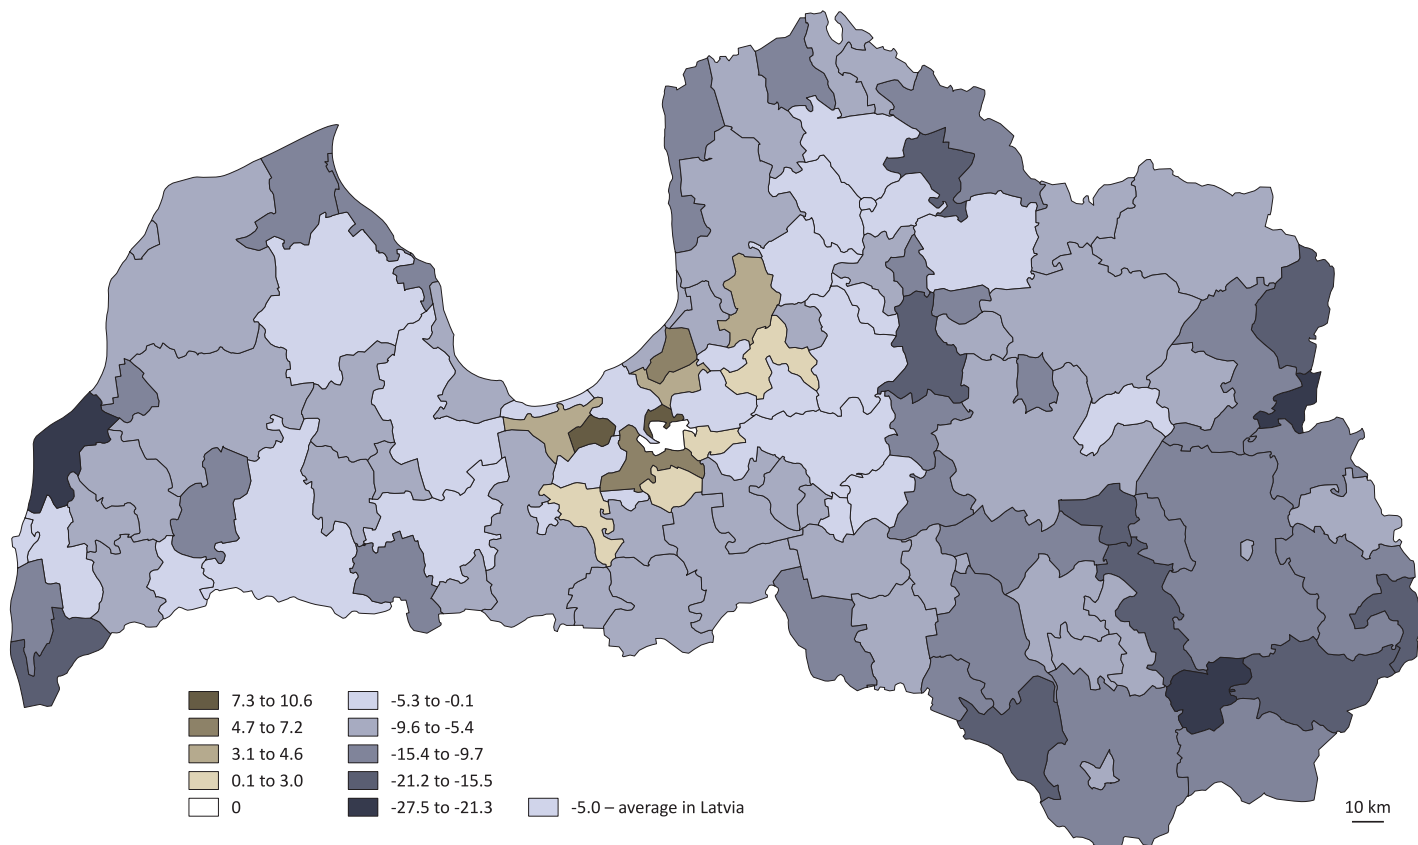 7.3 to 10.6
4.7 to 7.2
3.1 to 4.6
0.1 to 3.0
0
-5.3 to -0.1
-9.6 to -5.4
-15.4 to -9.7
-21.2 to -15.5
-27.5 to -21.3
-5.0 – average in Latvia
10 km